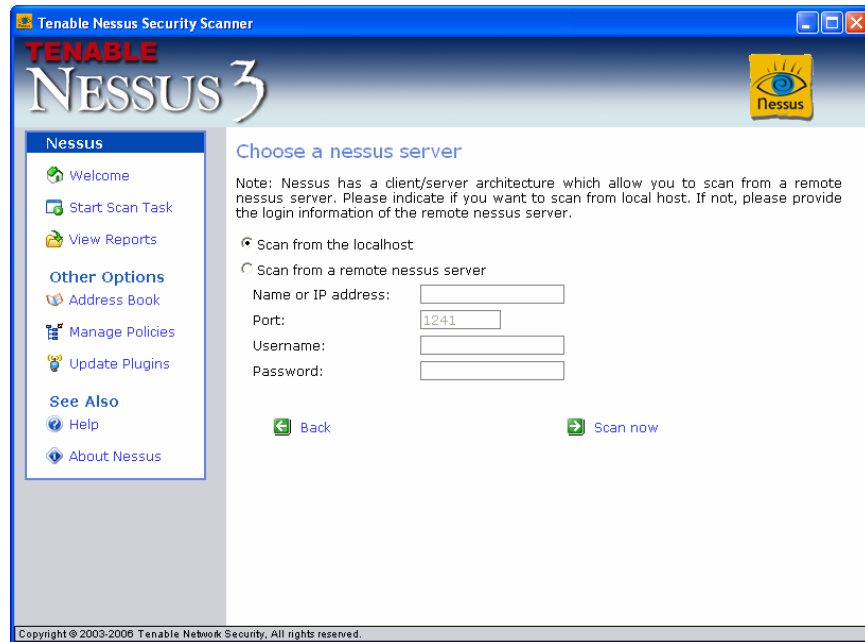 Tenable Nessus Security Scanner
TENABLE
NESSUS 3
Nessus
Nessus
Welcome
Start Scan Task
View Reports
Other Options
Address Book
Manage Policies
Update Plugins
See Also
Help
About Nessus
Choose a nessus server
Note: Nessus has a client/server architecture which allow you to scan from a remote
nessus server. Please indicate if you want to scan from local host. If not, please provide
the login information of the remote nessus server.
Scan from the localhost
Scan from a remote nessus server
Name or IP address:
Port: 1241
Username:
Password:
Back
Scan now
Copyright © 2003-2006 Tenable Network Security, All rights reserved.